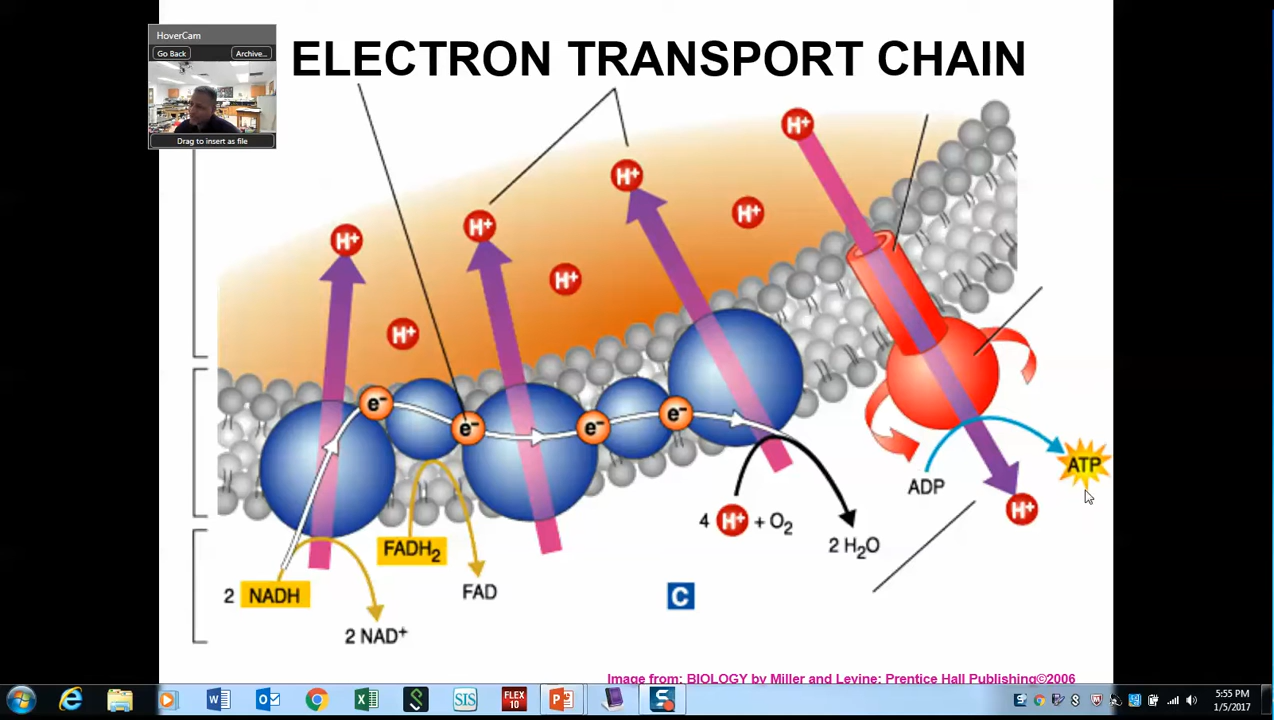 HoverCam
Go Back
Archive...
Drag to insert as file
ELECTRON TRANSPORT CHAIN
H+
H+
H+
H+
H+
H+
H+
e-
e-
e-
e-
ATP
ADP
H+
4 H+ + O2
2 H2O
FADH2
FAD
2 NADH
2 NAD+
C
Image from: BIOLOGY by Miller and Levine; Prentice Hall Publishing©2006
W
O
X
S
SIS
FLEX
10
P
S
5:55 PM
1/5/2017